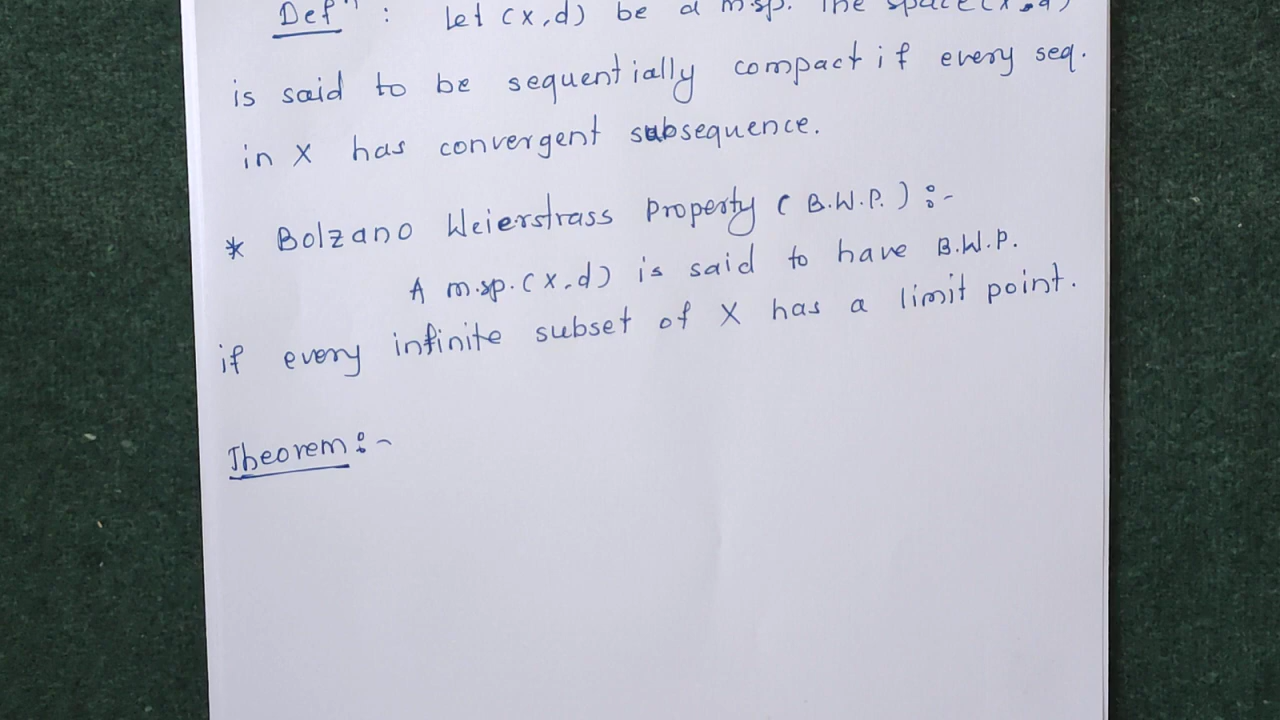 Defⁿ : Let (x,d) be a m.sp. The space (x,d)
is said to be sequentially compact if every seq.
in X has convergent subsequence.
* Bolzano Weierstrass Property ( B.W.P. ) :-
A m.sp. (x,d) is said to have B.W.P.
if every infinite subset of X has a limit point.
Theorem :-